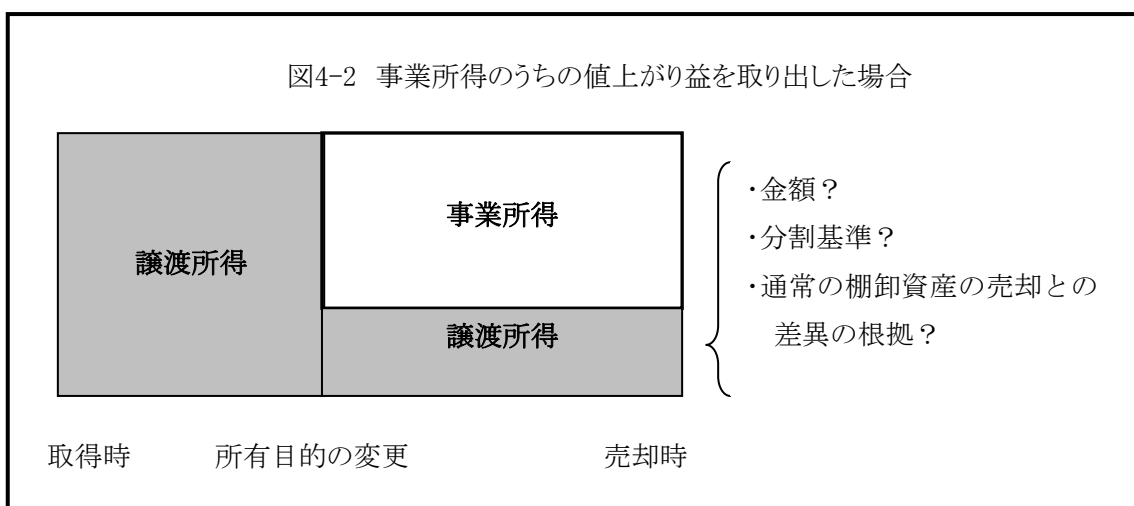 図4-2 事業所得のうちの値上がり益を取り出した場合
譲渡所得
事業所得
譲渡所得
・金額？
・分割基準？
・通常の棚卸資産の売却との
差異の根拠？
取得時 所有目的の変更 売却時